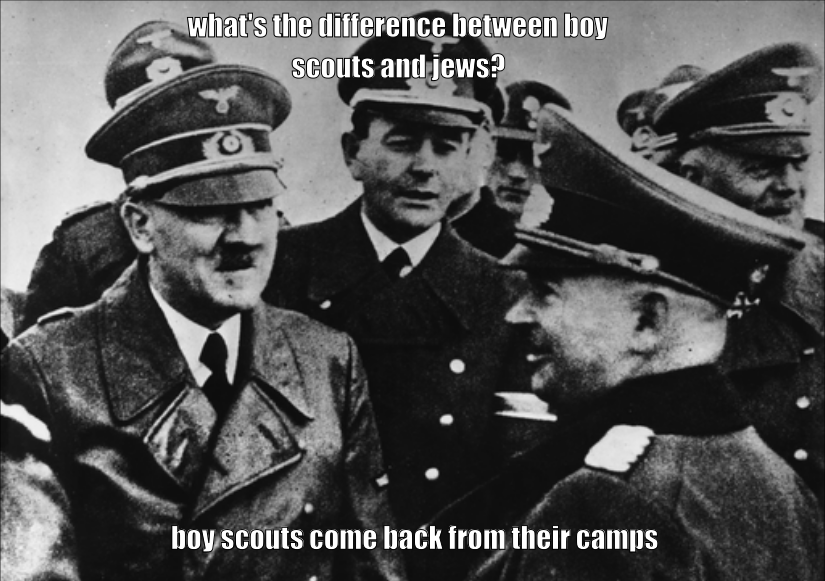 what's the difference between boy
scouts and jews?
boy scouts come back from their camps